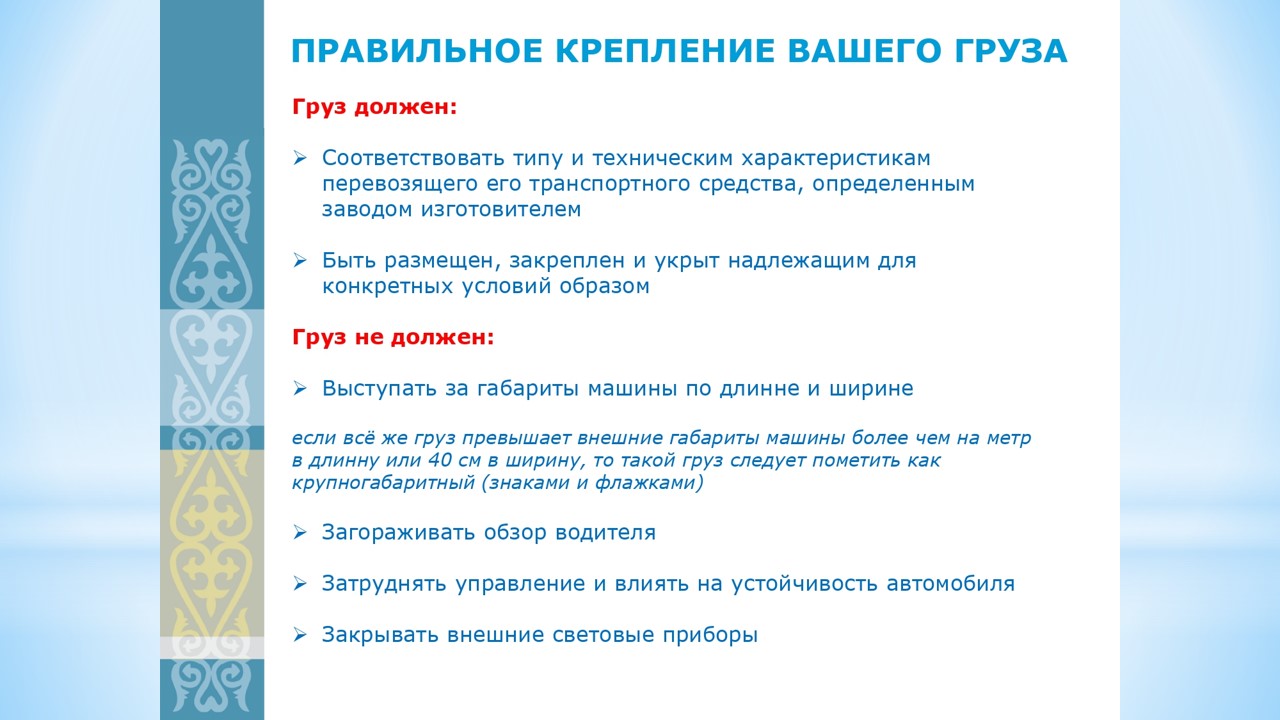 ПРАВИЛЬНОЕ КРЕПЛЕНИЕ ВАШЕГО ГРУЗА
Груз должен:
Соответствовать типу и техническим характеристикам
перевозящего его транспортного средства, определенным
заводом изготовителем
Быть размещен, закреплен и укрыт надлежащим для
конкретных условий образом
Груз не должен:
Выступать за габариты машины по длинне и ширине
если всё же груз превышает внешние габариты машины более чем на метр
в длинну или 40 см в ширину, то такой груз следует пометить как
крупногабаритный (знаками и флажками)
Загораживать обзор водителя
Затруднять управление и влиять на устойчивость автомобиля
Закрывать внешние световые приборы